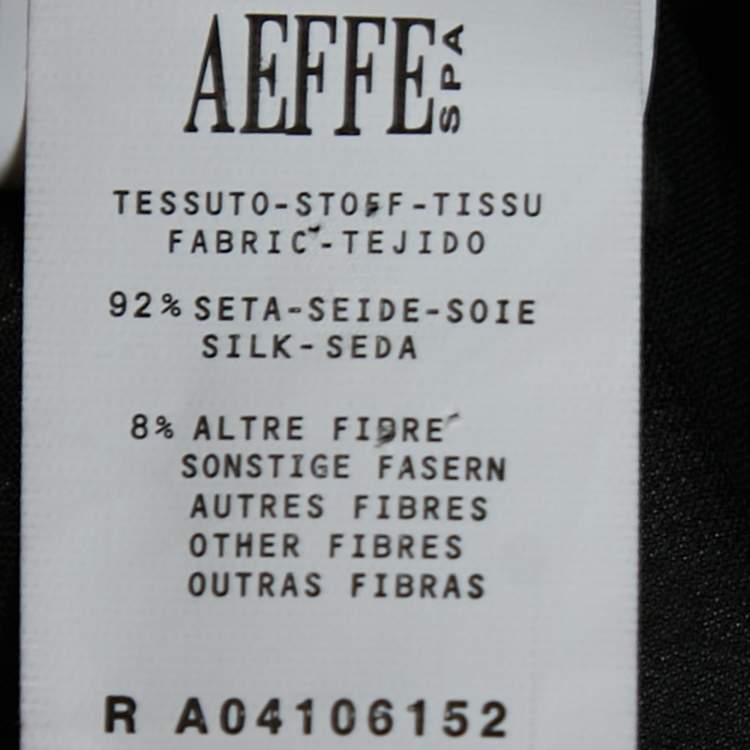 AEFFE SPA
TESSUTO-STOFF-TISSU
FABRIC-TEJIDO
92% SETA-SEIDE-SOIE
SILK-SEDA
8% ALTRE FIBRE
SONSTIGE FASERN
AUTRES FIBRES
OTHER FIBRES
OUTRAS FIBRAS
R A04106152